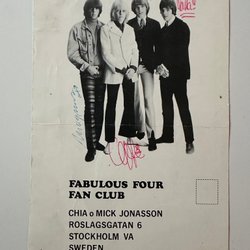 FABULOUS FOUR
FAN CLUB
CHIA o MICK JONASSON
ROSLAGSGATAN 6
STOCKHOLM VA
SWEDEN